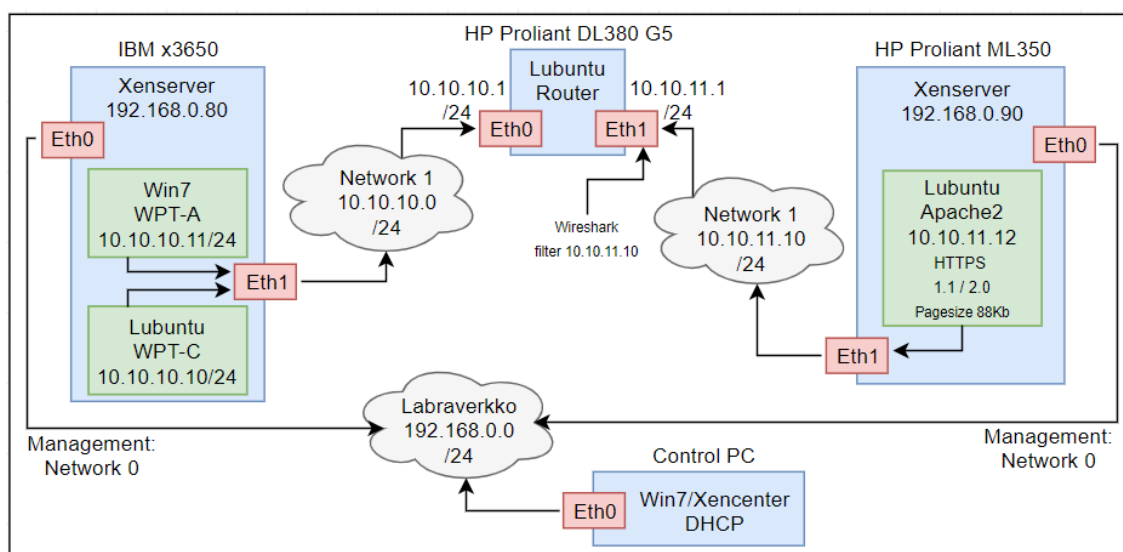 IBM x3650
Xenserver
192.168.0.80
Eth0
Win7
WPT-A
10.10.10.11/24
Eth1
Lubuntu
WPT-C
10.10.10.10/24
Management:
Network 0
HP Proliant DL380 G5
Lubuntu
Router
10.10.10.1
/24
Eth0
10.10.11.1
/24
Eth1
Network 1
10.10.10.0
/24
Wireshark
filter 10.10.11.10
Network 1
10.10.11.10
/24
HP Proliant ML350
Xenserver
192.168.0.90
Eth0
Lubuntu
Apache2
10.10.11.12
HTTPS
1.1 / 2.0
Pagesize 88Kb
Eth1
Management:
Network 0
Labraverkko
192.168.0.0
/24
Control PC
Eth0
Win7/Xencenter
DHCP